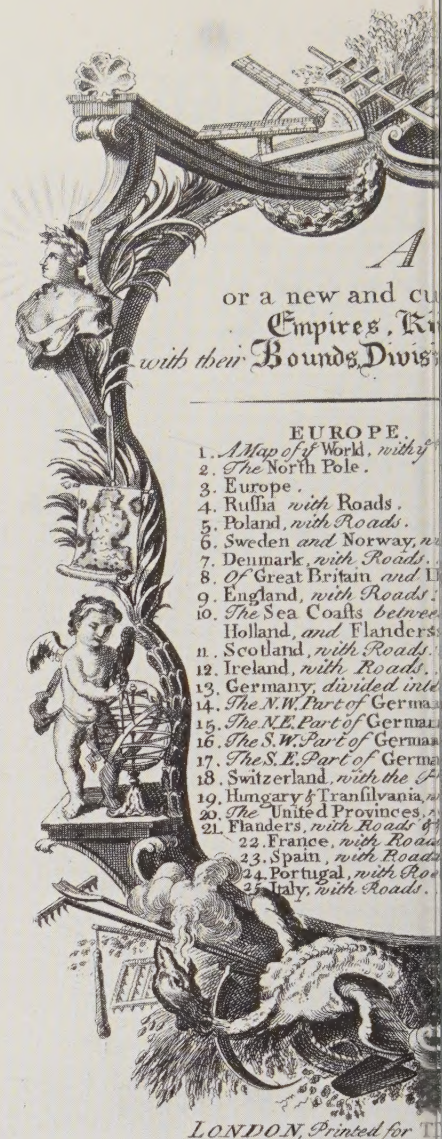 A
or a new and cu
Empires, Ki
with their Bounds, Divis
EUROPE.
1. A Map of yͤ World, with yͤ
2. The North Pole.
3. Europe.
4. Ruſſia with Roads.
5. Poland, with Roads.
6. Sweden and Norway, w
7. Denmark, with Roads.
8. Of Great Britain and
9. England, with Roads.
10. The Sea Coaſts betwee
Holland, and Flanders.
11. Scotland, with Roads.
12. Ireland, with Roads.
13. Germany, divided into
14. The N.W. Part of Germa
15. The N.E. Part of German
16. The S.W. Part of German
17. The S.E. Part of Germa
18. Switzerland, with the
19. Hungary & Tranſilvania, w
20. The United Provinces,
21. Flanders, with Roads &
22. France, with Road
23. Spain, with Roads
24. Portugal, with Roa
25. Italy, with Roads.
LONDON, Printed for T